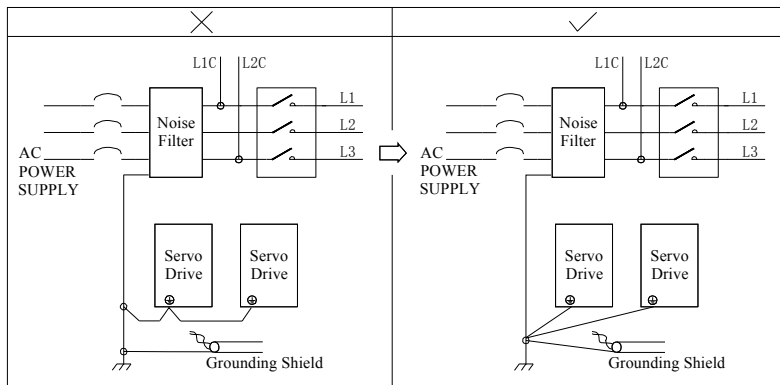 L1C L2C
L1
Noise
Filter
L2
L3
AC
POWER
SUPPLY
Servo
Drive
Servo
Drive
Grounding Shield
L1C L2C
L1
Noise
Filter
L2
L3
AC
POWER
SUPPLY
Servo
Drive
Servo
Drive
Grounding Shield